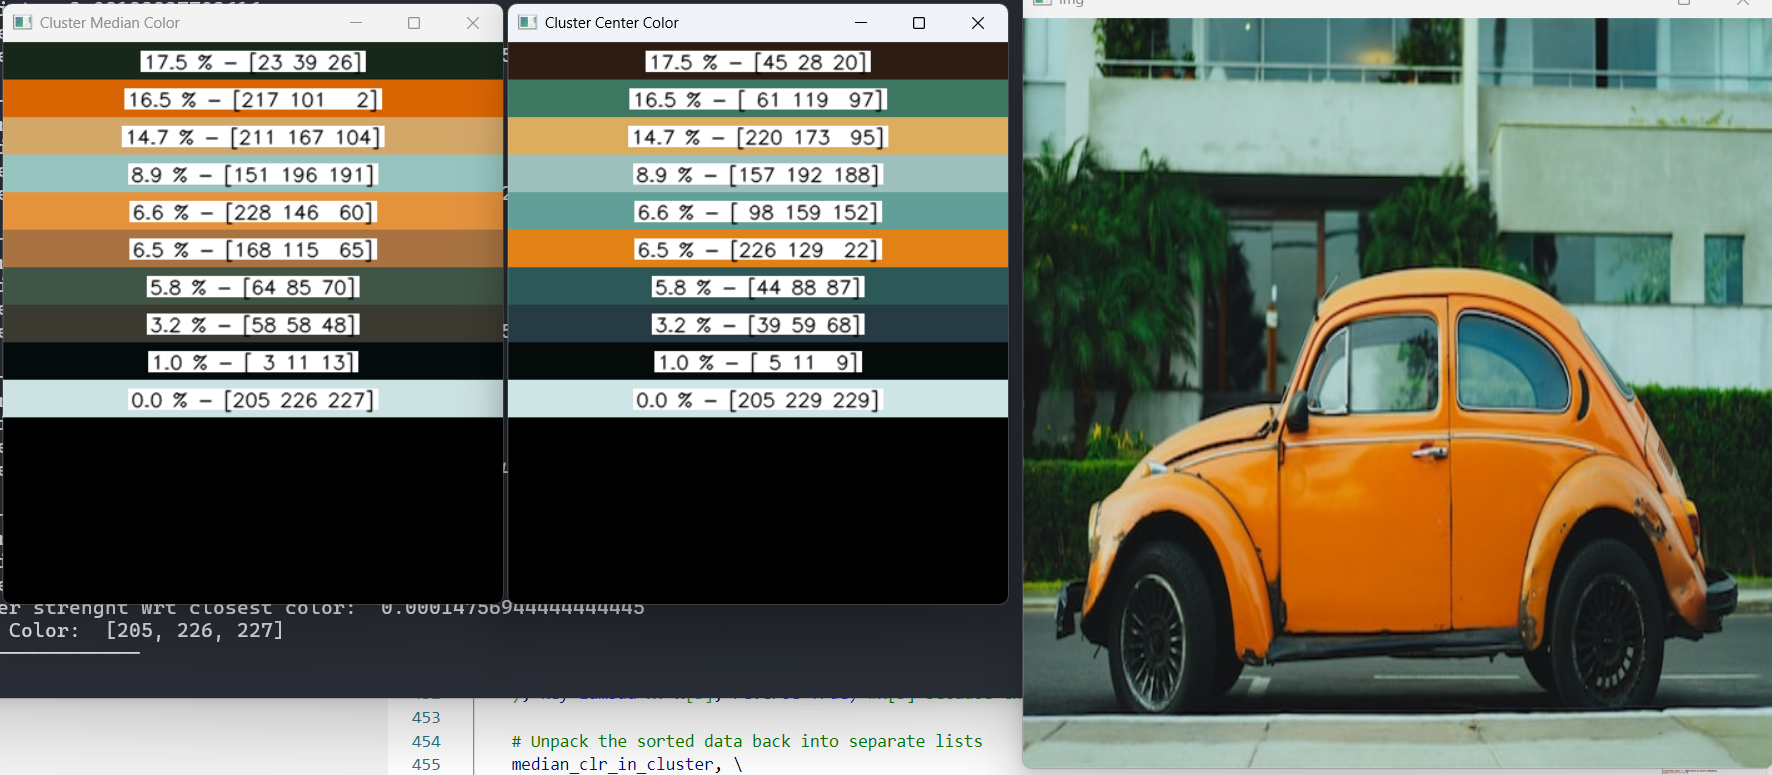 Cluster Median Color
17.5 % - [23 39 26]
16.5 % - [217 101   2]
14.7 % - [211 167 104]
8.9 % - [151 196 191]
6.6 % - [228 146  60]
6.5 % - [168 115  65]
5.8 % - [64 85 70]
3.2 % - [58 58 48]
1.0 % - [ 3 11 13]
0.0 % - [205 226 227]
Cluster Center Color
17.5 % - [45 28 20]
16.5 % - [ 61 119  97]
14.7 % - [220 173  95]
8.9 % - [157 192 188]
6.6 % - [ 98 159 152]
6.5 % - [226 129  22]
5.8 % - [44 88 87]
3.2 % - [39 59 68]
1.0 % - [ 5 11  9]
0.0 % - [205 229 229]
img
er strenght wrt closest color:  0.00014756944444444445
Color:  [205, 226, 227]
453
454 # Unpack the sorted data back into separate lists
455 median_clr_in_cluster, \